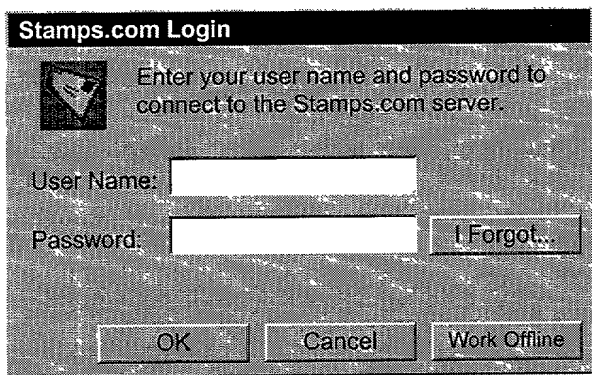 Stamps.com Login
Enter your user name and password to
connect to the Stamps.com server.
User Name:
Password:
I Forgot...
OK
Cancel
Work Offline